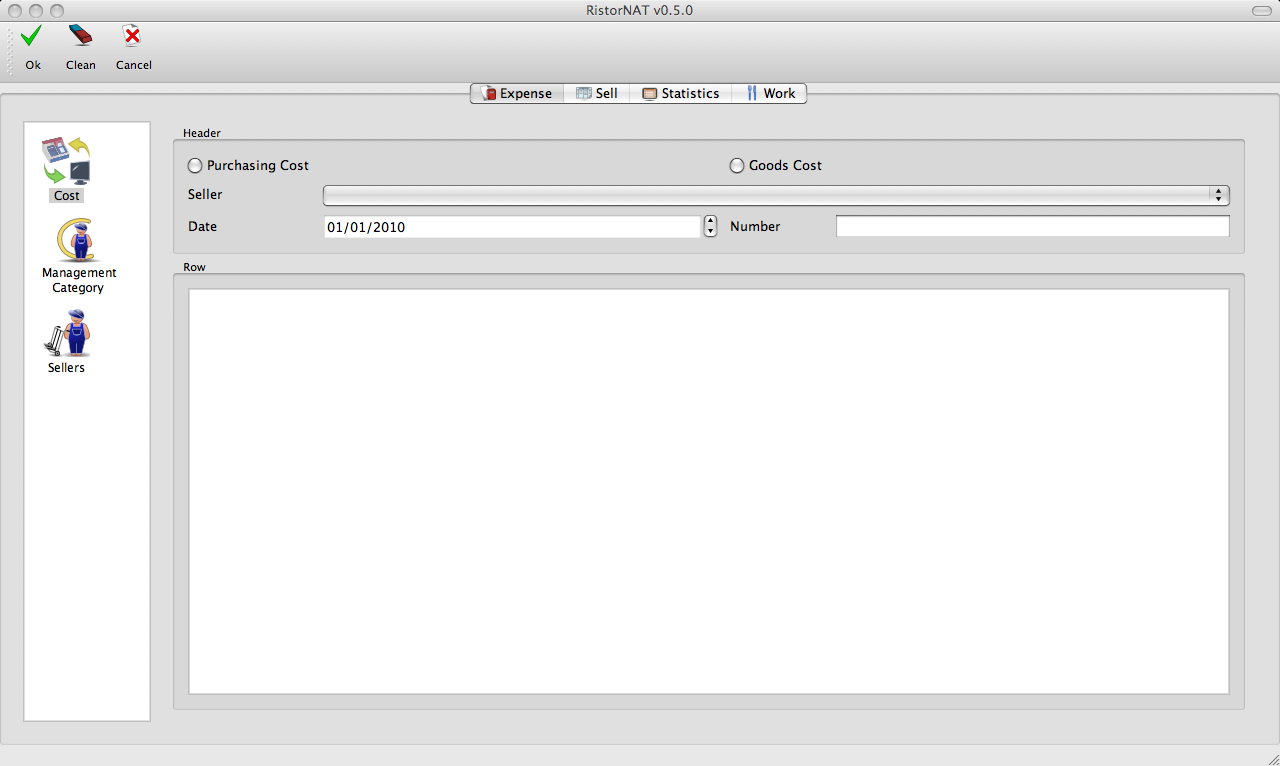 RistorNAT v0.5.0
Ok Clean Cancel
Expense Sell Statistics Work
Cost
Management
Category
Sellers
Header
Purchasing Cost Goods Cost
Seller
Date 01/01/2010 Number
Row